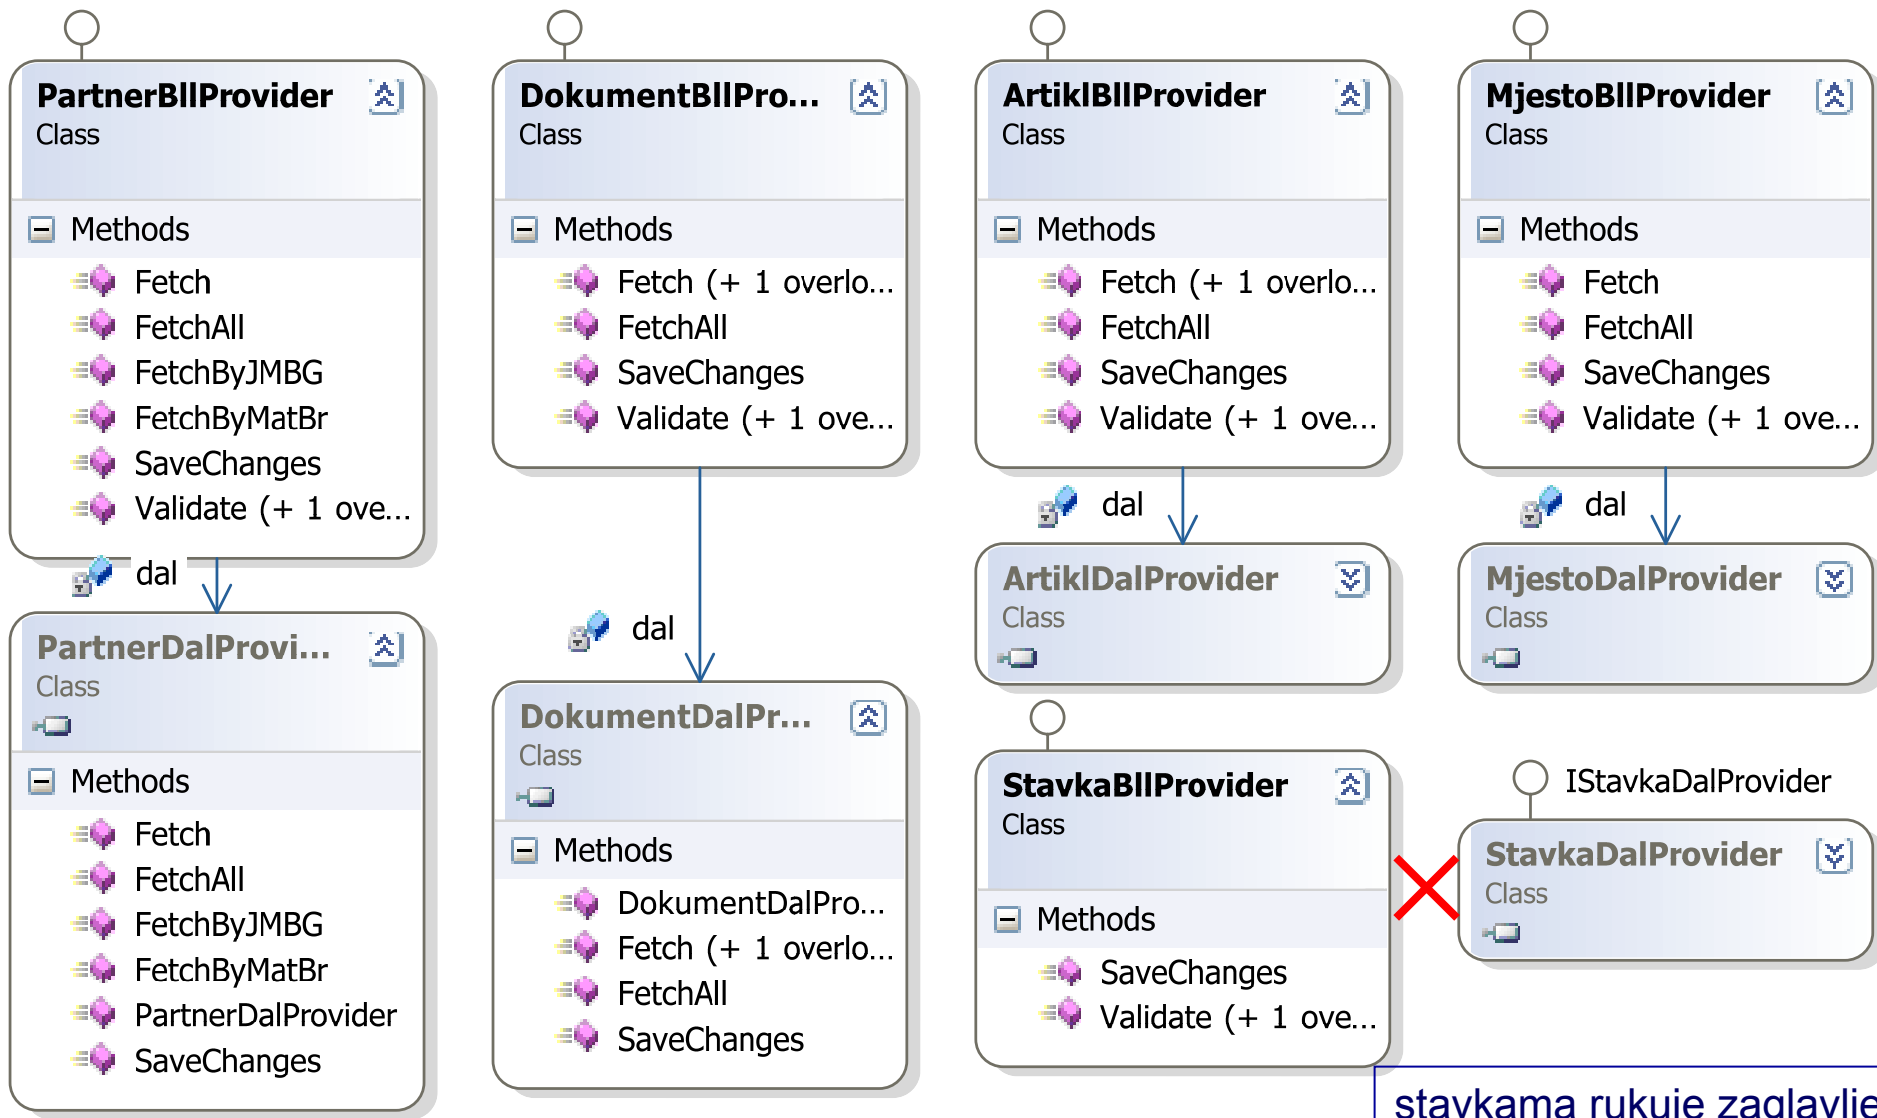 PartnerBllProvider
Class
Methods
Fetch
FetchAll
FetchByJMBG
FetchByMatBr
SaveChanges
Validate (+ 1 ove...
dal
PartnerDalProvi...
Class
Methods
Fetch
FetchAll
FetchByJMBG
FetchByMatBr
PartnerDalProvider
SaveChanges
DokumentBllPro...
Class
Methods
Fetch (+ 1 overlo...
FetchAll
SaveChanges
Validate (+ 1 ove...
dal
DokumentDalPr...
Class
Methods
DokumentDalPro...
Fetch (+ 1 overlo...
FetchAll
SaveChanges
ArtiklBllProvider
Class
Methods
Fetch (+ 1 overlo...
FetchAll
SaveChanges
Validate (+ 1 ove...
dal
ArtiklDalProvider
Class
StavkaBllProvider
Class
Methods
SaveChanges
Validate (+ 1 ove...
MjestoBllProvider
Class
Methods
Fetch
FetchAll
SaveChanges
Validate (+ 1 ove...
dal
MjestoDalProvider
Class
IStavkaDalProvider
StavkaDalProvider
Class
stavkama rukuje zaglavlje